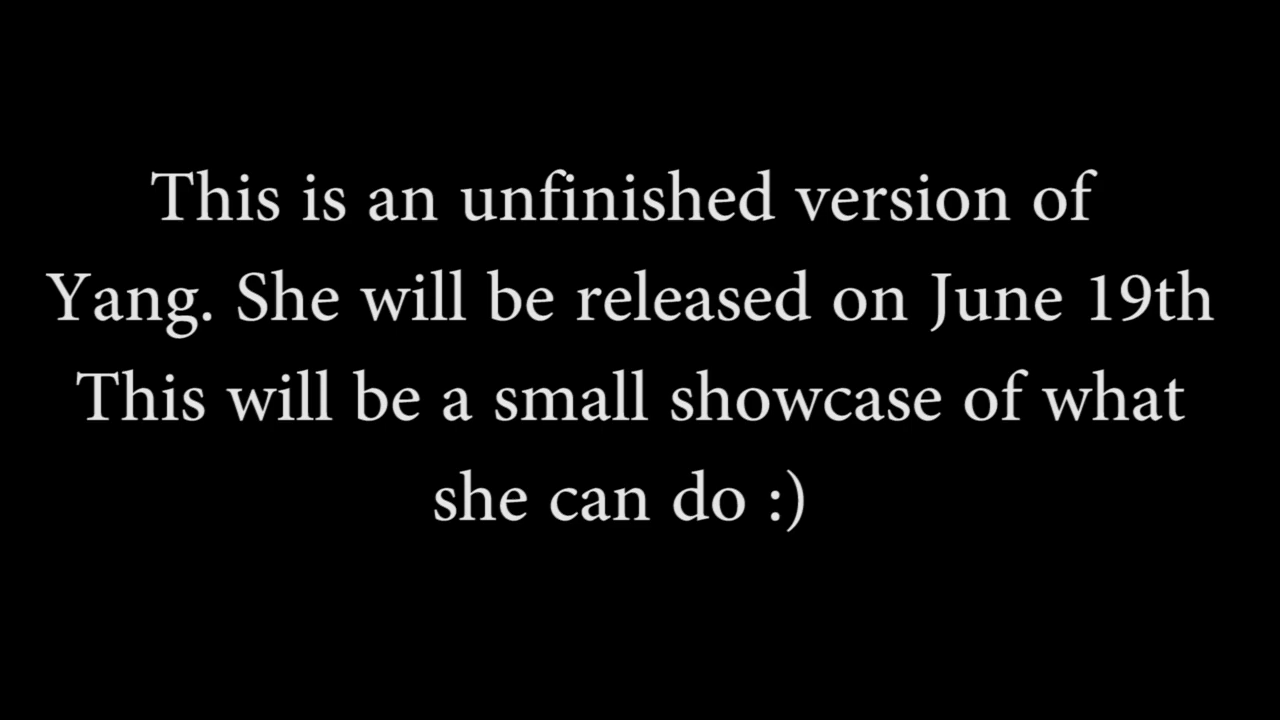 This is an unfinished version of
Yang. She will be released on June 19th
This will be a small showcase of what
she can do :)